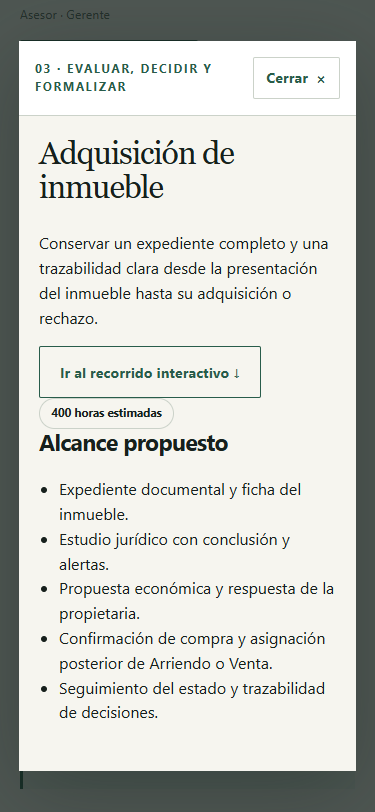 Asesor · Gerente
03 · EVALUAR, DECIDIR Y
FORMALIZAR
Cerrar ×
Adquisición de
inmueble
Conservar un expediente completo y una
trazabilidad clara desde la presentación
del inmueble hasta su adquisición o
rechazo.
Ir al recorrido interactivo ↓
400 horas estimadas
Alcance propuesto
• Expediente documental y ficha del
inmueble.
• Estudio jurídico con conclusión y
alertas.
• Propuesta económica y respuesta de la
propietaria.
• Confirmación de compra y asignación
posterior de Arriendo o Venta.
• Seguimiento del estado y trazabilidad
de decisiones.